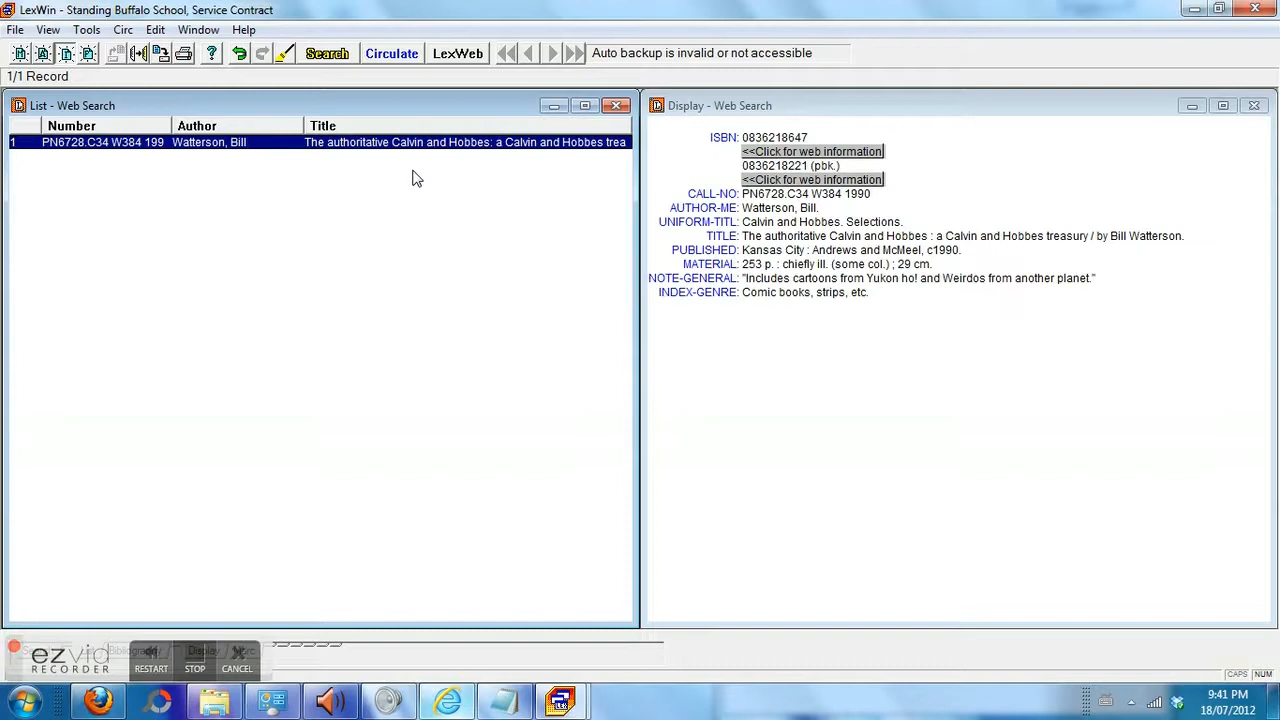 LexWin - Standing Buffalo School, Service Contract
File View Tools Circ Edit Window Help
Search Circulate LexWeb Auto backup is invalid or not accessible
1/1 Record
List - Web Search
Number Author Title
1 PN6728.C34 W384 199 Watterson, Bill The authoritative Calvin and Hobbes: a Calvin and Hobbes trea
Display - Web Search
ISBN: 0836218647
<<Click for web information
0836218221 (pbk.)
<<Click for web information
CALL-NO: PN6728.C34 W384 1990
AUTHOR-ME: Watterson, Bill.
UNIFORM-TITL: Calvin and Hobbes. Selections.
TITLE: The authoritative Calvin and Hobbes : a Calvin and Hobbes treasury / by Bill Watterson.
PUBLISHED: Kansas City : Andrews and McMeel, c1990.
MATERIAL: 253 p. : chiefly ill. (some col.) ; 29 cm.
NOTE-GENERAL: "Includes cartoons from Yukon ho! and Weirdos from another planet."
INDEX-GENRE: Comic books, strips, etc.
Bibliography Display
ezvid
RECORDER RESTART STOP CANCEL
CAPS NUM
9:41 PM
18/07/2012